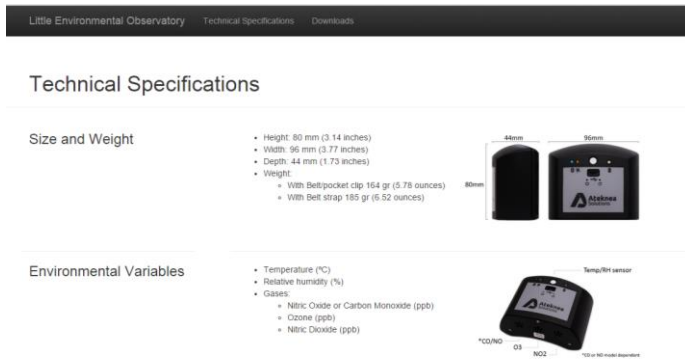 Little Environmental Observatory Technical Specifications Downloads
Technical Specifications
Size and Weight
Height: 80 mm (3.14 inches)
Width: 96 mm (3.77 inches)
Depth: 44 mm (1.73 inches)
Weight:
With Belt/pocket clip 164 gr (5.78 ounces)
With Belt strap 185 gr (6.52 ounces)
44mm 96mm
80mm
Ateknea
Solutions
Environmental Variables
Temperature (ºC)
Relative humidity (%)
Gases:
Nitric Oxide or Carbon Monoxide (ppb)
Ozone (ppb)
Nitric Dioxide (ppb)
Temp/RH sensor
Ateknea
Solutions
*CO/NO
O3
NO2
*CO or NO model dependant